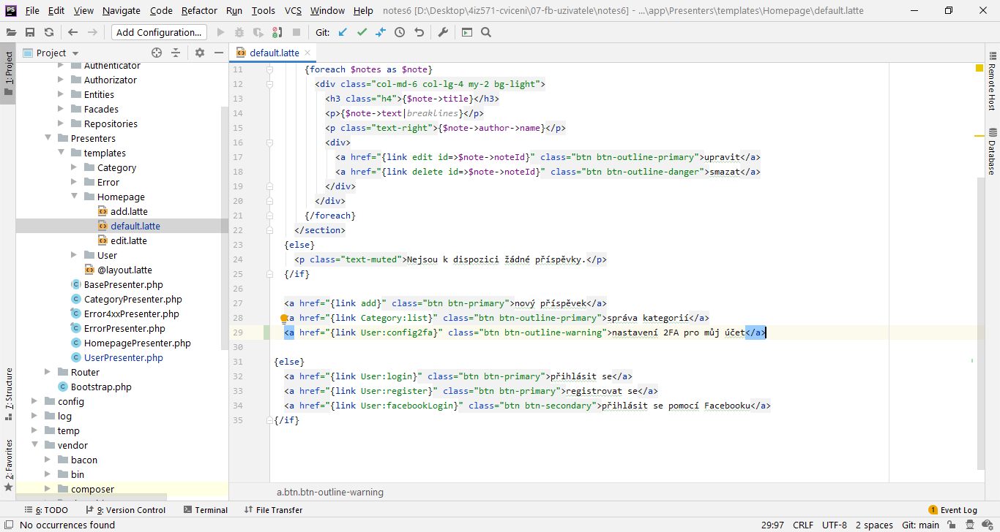 PS File Edit View Navigate Code Refactor Run Tools VCS Window Help notes6 [D:\Desktop\4iz571-cviceni\07-fb-uzivatele\notes6] - ...\app\Presenters\templates\Homepage\default.latte
Add Configuration... Git:
Project
default.latte
1: Project
7: Structure
2: Favorites
Authenticator
Authorizator
Entities
Facades
Repositories
Presenters
templates
Category
Error
Homepage
add.latte
default.latte
edit.latte
User
@layout.latte
BasePresenter.php
CategoryPresenter.php
Error4xxPresenter.php
ErrorPresenter.php
HomepagePresenter.php
UserPresenter.php
Router
Bootstrap.php
config
log
temp
vendor
bacon
bin
composer
11 {foreach $notes as $note}
12 <div class="col-md-6 col-lg-4 my-2 bg-light">
13 <h3 class="h4">{$note->title}</h3>
14 <p>{$note->text|breaklines}</p>
15 <p class="text-right">{$note->author->name}</p>
16 <div>
17 <a href="{link edit id=>$note->noteId}" class="btn btn-outline-primary">upravit</a>
18 <a href="{link delete id=>$note->noteId}" class="btn btn-outline-danger">smazat</a>
19 </div>
20 </div>
21 {/foreach}
22 </section>
23 {else}
24 <p class="text-muted">Nejsou k dispozici žádné příspěvky.</p>
25 {/if}
26
27 <a href="{link add}" class="btn btn-primary">nový příspěvek</a>
28 <a href="{link Category:list}" class="btn btn-outline-primary">správa kategorií</a>
29 <a href="{link User:config2fa}" class="btn btn-outline-warning">nastavení 2FA pro můj účet</a>
30
31 {else}
32 <a href="{link User:login}" class="btn btn-primary">přihlásit se</a>
33 <a href="{link User:register}" class="btn btn-primary">registrovat se</a>
34 <a href="{link User:facebookLogin}" class="btn btn-secondary">přihlásit se pomocí Facebooku</a>
35 {/if}
Remote Host
Database
a.btn.btn-outline-warning
6: TODO 9: Version Control Terminal File Transfer 1 Event Log
No occurrences found 29:97 CRLF UTF-8 2 spaces Git: main